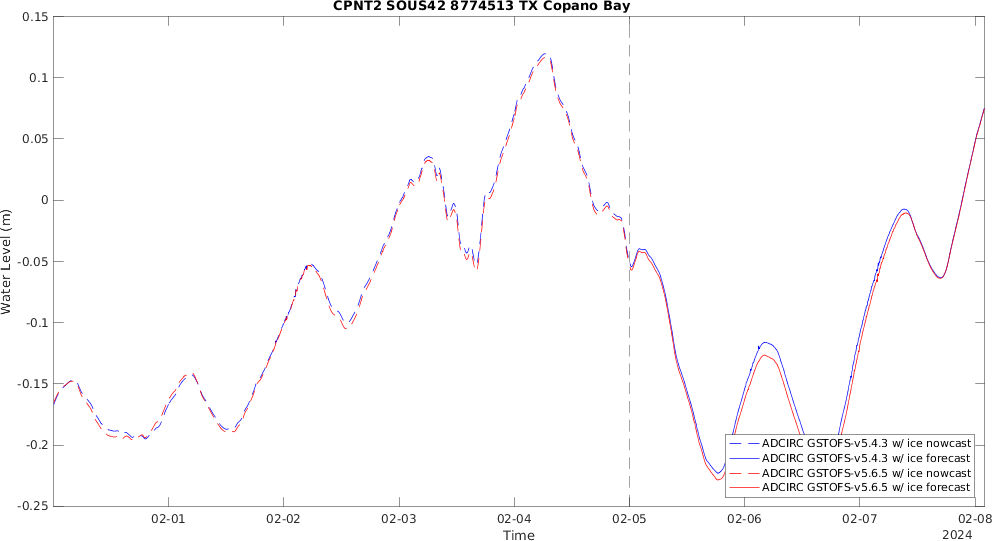 CPNT2 SOUS42 8774513 TX Copano Bay
0.15
0.1
0.05
0
-0.05
-0.1
-0.15
-0.2
-0.25
Water Level (m)
ADCIRC GSTOFS-v5.4.3 w/ ice nowcast
ADCIRC GSTOFS-v5.4.3 w/ ice forecast
ADCIRC GSTOFS-v5.6.5 w/ ice nowcast
ADCIRC GSTOFS-v5.6.5 w/ ice forecast
02-01 02-02 02-03 02-04 02-05 02-06 02-07 02-08
Time
2024